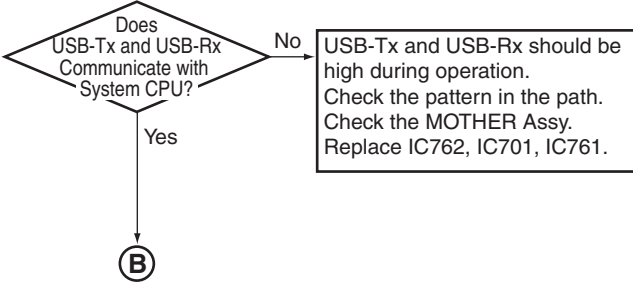 Does
USB-Tx and USB-Rx
Communicate with
System CPU?
No
USB-Tx and USB-Rx should be
high during operation.
Check the pattern in the path.
Check the MOTHER Assy.
Replace IC762, IC701, IC761.
Yes
B